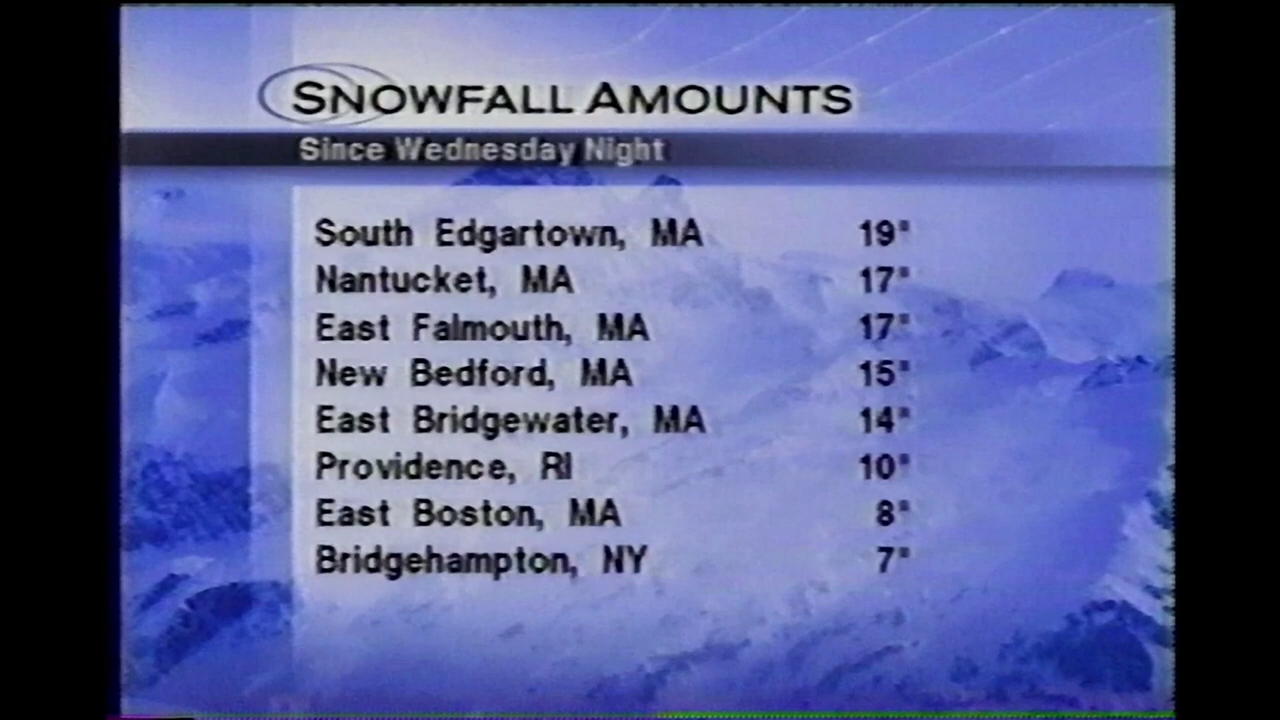 SNOWFALL AMOUNTS
Since Wednesday Night
South Edgartown, MA 19"
Nantucket, MA 17"
East Falmouth, MA 17"
New Bedford, MA 15"
East Bridgewater, MA 14"
Providence, RI 10"
East Boston, MA 8"
Bridgehampton, NY 7"